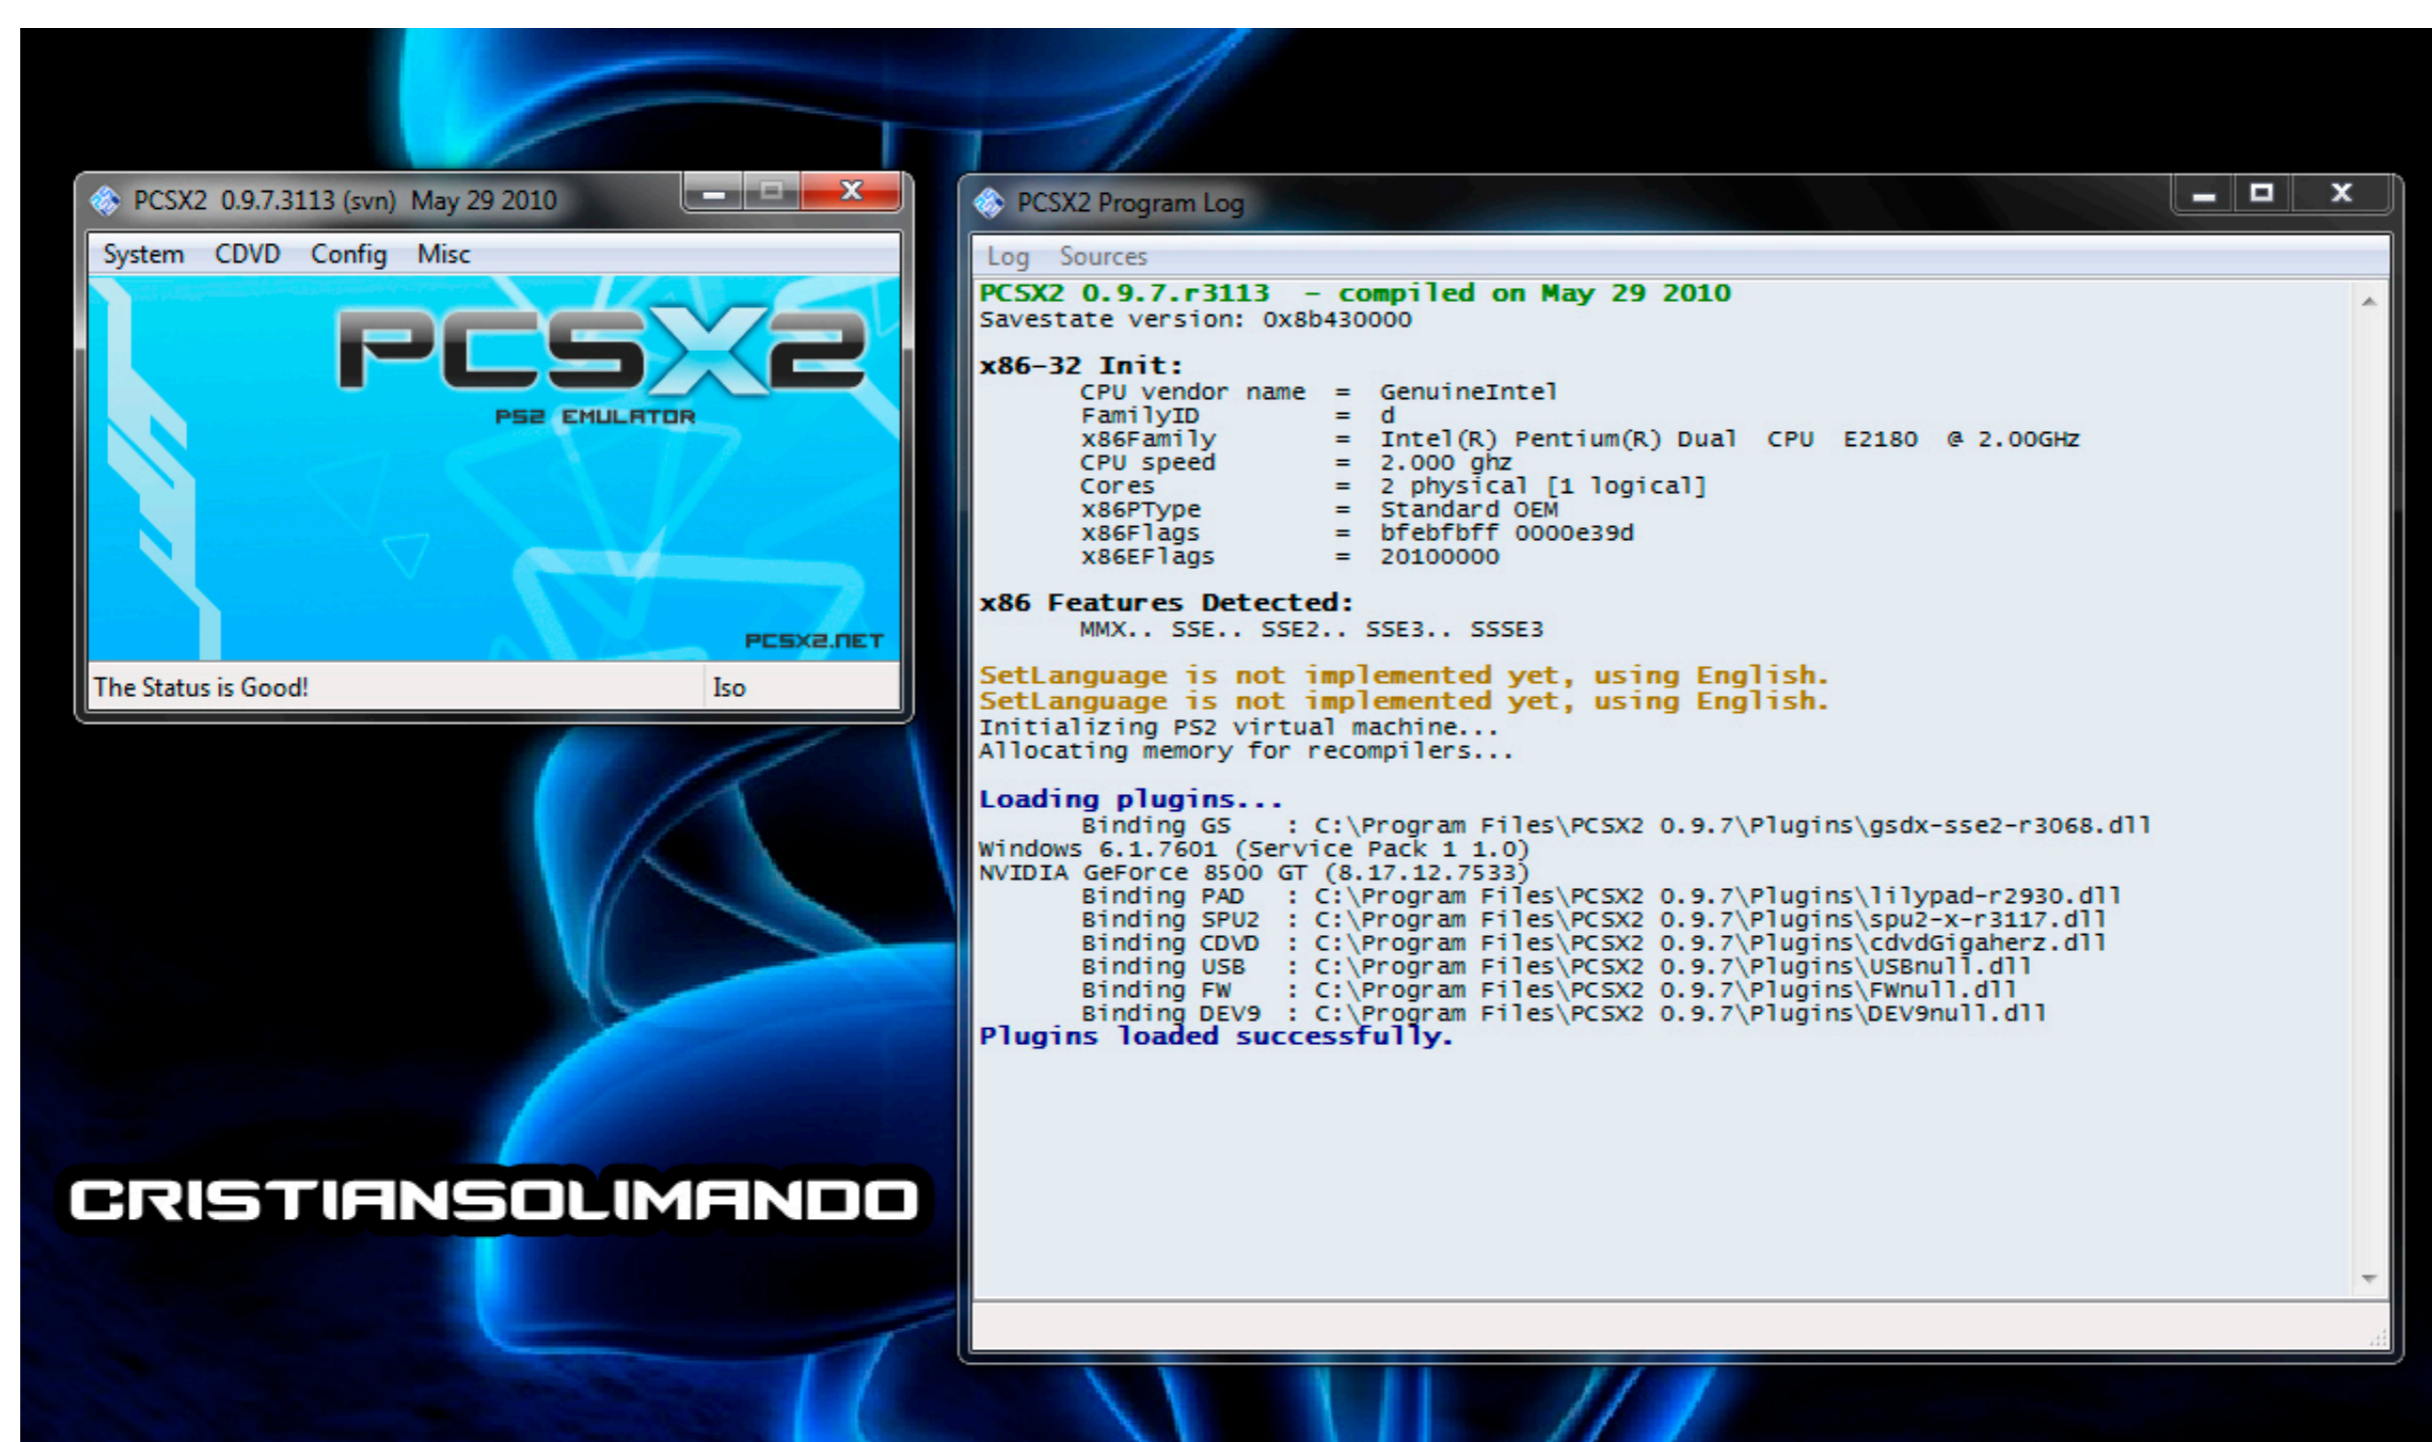 PCSX2 0.9.7.3113 (svn) May 29 2010
System CDVD Config Misc
PCSX2
PS2 EMULATOR
PCSX2.NET
The Status is Good! Iso
CRISTIANSOLIMANDO
PCSX2 Program Log
Log Sources
PCSX2 0.9.7.r3113 - compiled on May 29 2010
Savestate version: 0x8b430000
x86-32 Init:
CPU vendor name = GenuineIntel
FamilyID = d
x86Family = Intel(R) Pentium(R) Dual CPU E2180 @ 2.00GHz
CPU speed = 2.000 ghz
Cores = 2 physical [1 logical]
x86PType = Standard OEM
x86Flags = bfebfbff 0000e39d
x86EFlags = 20100000
x86 Features Detected:
MMX.. SSE.. SSE2.. SSE3.. SSSE3
SetLanguage is not implemented yet, using English.
SetLanguage is not implemented yet, using English.
Initializing PS2 virtual machine...
Allocating memory for recompilers...
Loading plugins...
Binding GS : C:\Program Files\PCSX2 0.9.7\Plugins\gsdx-sse2-r3068.dll
Windows 6.1.7601 (Service Pack 1 1.0)
NVIDIA GeForce 8500 GT (8.17.12.7533)
Binding PAD : C:\Program Files\PCSX2 0.9.7\Plugins\lilypad-r2930.dll
Binding SPU2 : C:\Program Files\PCSX2 0.9.7\Plugins\spu2-x-r3117.dll
Binding CDVD : C:\Program Files\PCSX2 0.9.7\Plugins\cdvdGigaherz.dll
Binding USB : C:\Program Files\PCSX2 0.9.7\Plugins\USBnull.dll
Binding FW : C:\Program Files\PCSX2 0.9.7\Plugins\FWnull.dll
Binding DEV9 : C:\Program Files\PCSX2 0.9.7\Plugins\DEV9null.dll
Plugins loaded successfully.